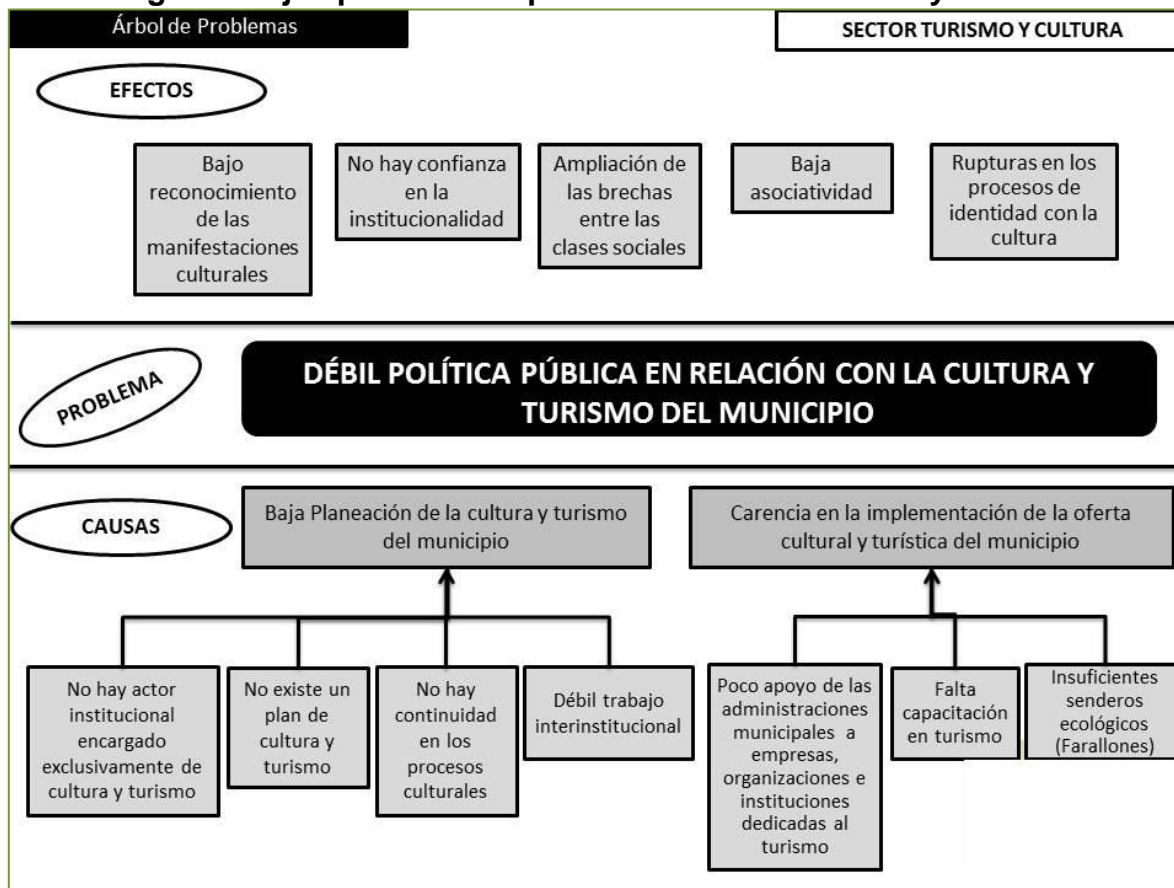 Árbol de Problemas
SECTOR TURISMO Y CULTURA
EFECTOS
Bajo
reconocimiento
de las
manifestaciones
culturales
No hay confianza
en la
institucionalidad
Ampliación de
las brechas
entre las
clases sociales
Baja
asociatividad
Rupturas en los
procesos de
identidad con la
cultura
PROBLEMA
DÉBIL POLÍTICA PÚBLICA EN RELACIÓN CON LA CULTURA Y
TURISMO DEL MUNICIPIO
CAUSAS
Baja Planeación de la cultura y turismo
del municipio
Carencia en la implementación de la oferta
cultural y turística del municipio
No hay actor
institucional
encargado
exclusivamente de
cultura y turismo
No existe un
plan de
cultura y
turismo
No hay
continuidad
en los
procesos
culturales
Débil trabajo
interinstitucional
Poco apoyo de las
administraciones
municipales a
empresas,
organizaciones e
instituciones
dedicadas al
turismo
Falta
capacitación
en turismo
Insuficientes
senderos
ecológicos
(Farallones)